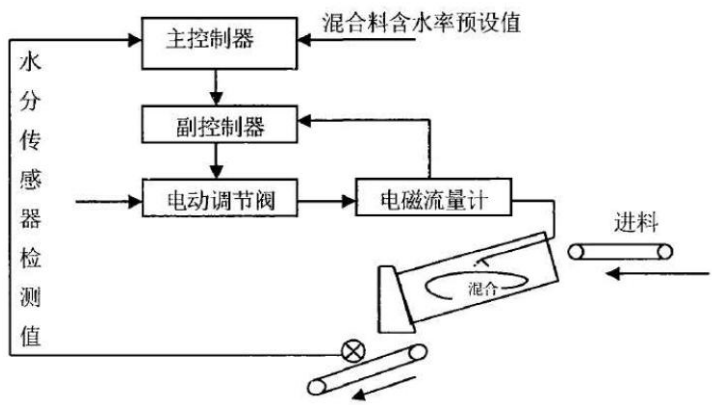 混合料含水率预设值
主控制器
副控制器
电动调节阀
电磁流量计
进料
混合
水分传感器检测值